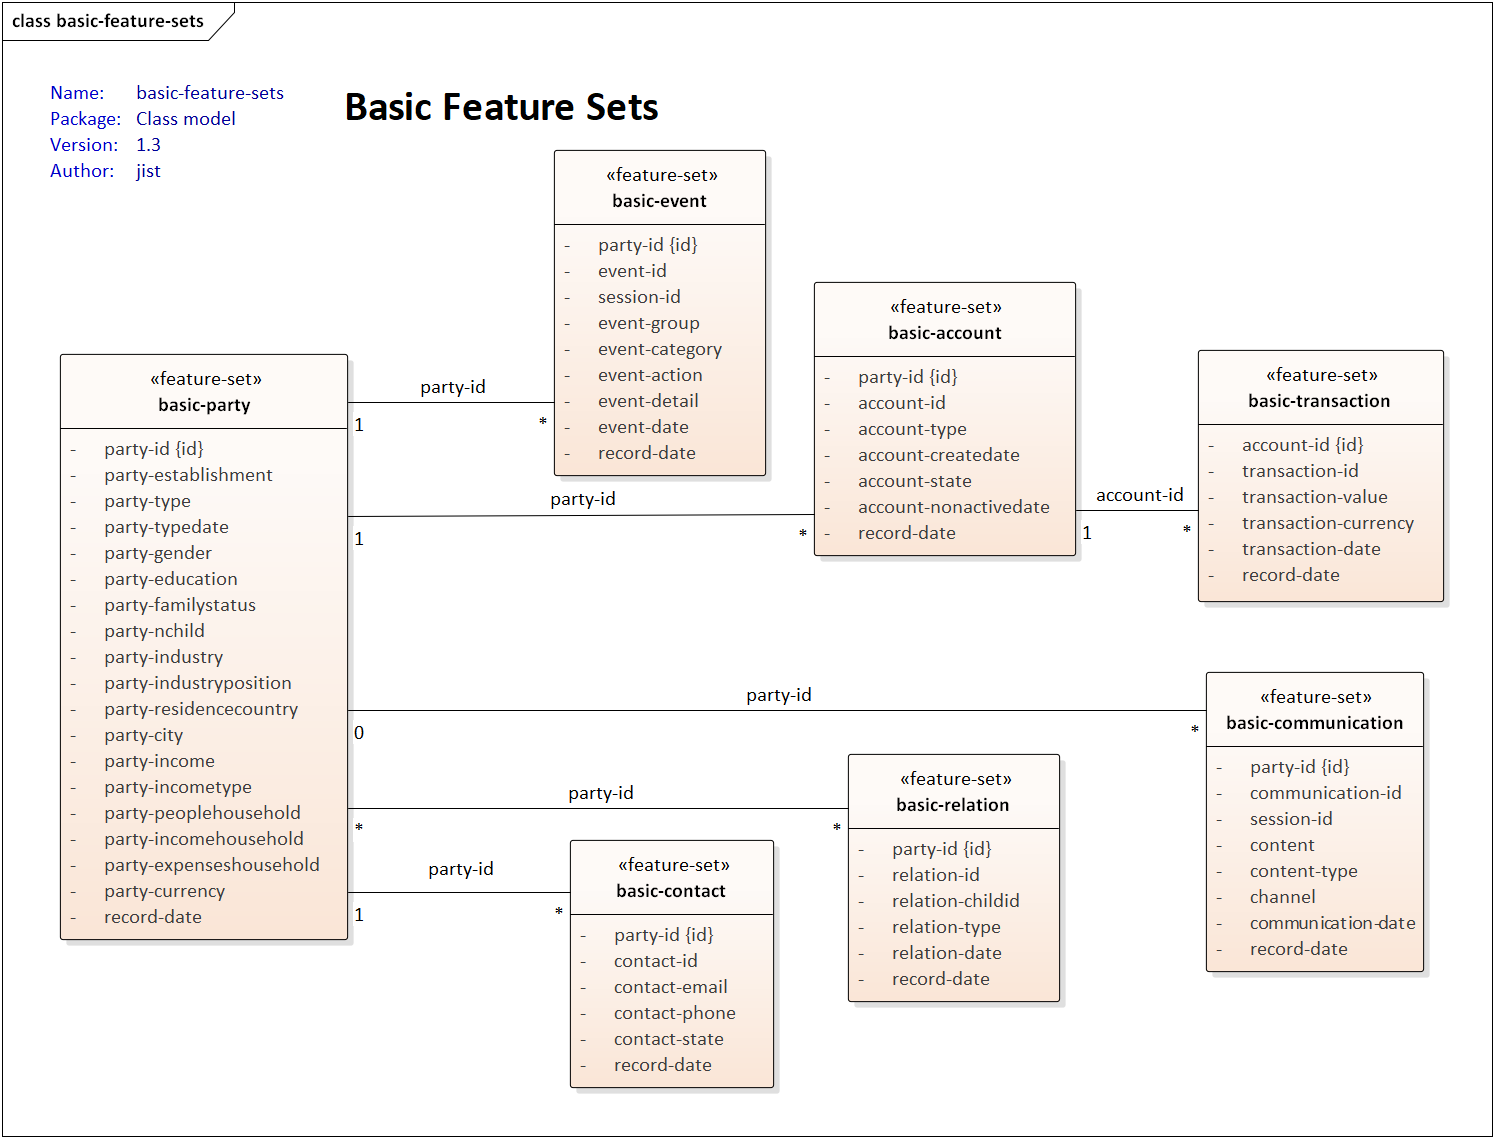 class basic-feature-sets
Name: basic-feature-sets
Package: Class model
Version: 1.3
Author: jist
Basic Feature Sets
«feature-set»
basic-event
- party-id {id}
- event-id
- session-id
- event-group
- event-category
- event-action
- event-detail
- event-date
- record-date
«feature-set»
basic-account
- party-id {id}
- account-id
- account-type
- account-createdate
- account-state
- account-nonactivedate
- record-date
«feature-set»
basic-transaction
- account-id {id}
- transaction-id
- transaction-value
- transaction-currency
- transaction-date
- record-date
«feature-set»
basic-party
- party-id {id}
- party-establishment
- party-type
- party-typedate
- party-gender
- party-education
- party-familystatus
- party-nchild
- party-industry
- party-industryposition
- party-residencecountry
- party-city
- party-income
- party-incometype
- party-peoplehousehold
- party-incomehousehold
- party-expenseshousehold
- party-currency
- record-date
party-id
1 *
party-id
1 *
account-id
1 *
party-id
0 *
party-id
* *
party-id
1 *
«feature-set»
basic-communication
- party-id {id}
- communication-id
- session-id
- content
- content-type
- channel
- communication-date
- record-date
«feature-set»
basic-relation
- party-id {id}
- relation-id
- relation-childid
- relation-type
- relation-date
- record-date
«feature-set»
basic-contact
- party-id {id}
- contact-id
- contact-email
- contact-phone
- contact-state
- record-date